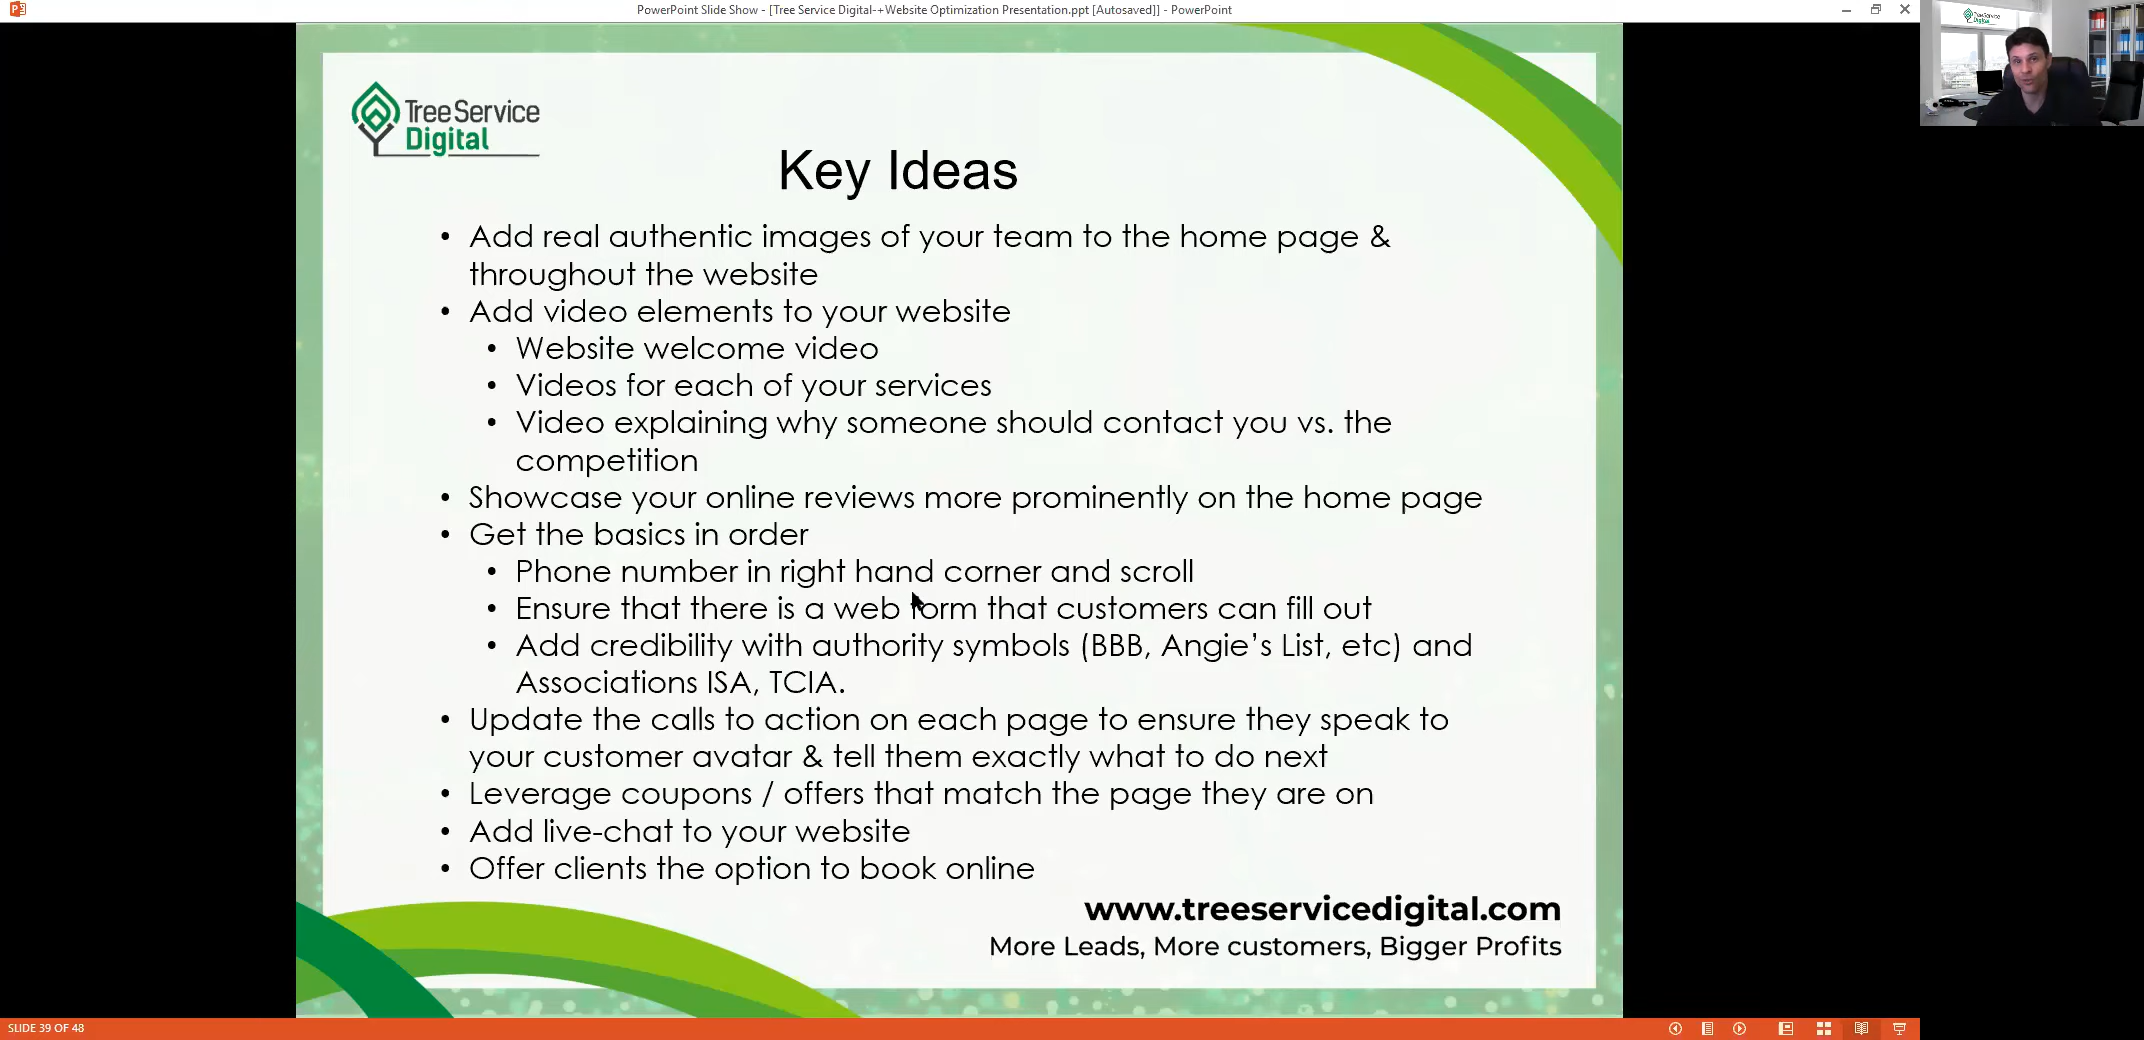 PowerPoint Slide Show - [Tree Service Digital-+Website Optimization Presentation.ppt [Autosaved]] - PowerPoint
TreeService
Digital
Tree Service
Digital
Key Ideas
• Add real authentic images of your team to the home page &
throughout the website
• Add video elements to your website
• Website welcome video
• Videos for each of your services
• Video explaining why someone should contact you vs. the
competition
• Showcase your online reviews more prominently on the home page
• Get the basics in order
• Phone number in right hand corner and scroll
• Ensure that there is a web form that customers can fill out
• Add credibility with authority symbols (BBB, Angie’s List, etc) and
Associations ISA, TCIA.
• Update the calls to action on each page to ensure they speak to
your customer avatar & tell them exactly what to do next
• Leverage coupons / offers that match the page they are on
• Add live-chat to your website
• Offer clients the option to book online
www.treeservicedigital.com
More Leads, More customers, Bigger Profits
SLIDE 39 OF 48